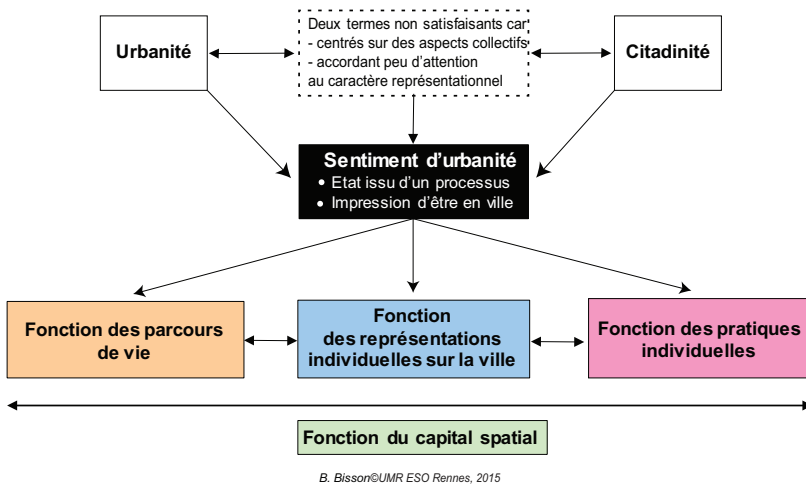 Urbanité
Deux termes non satisfaisants car
- centrés sur des aspects collectifs
- accordant peu d'attention
au caractère représentationnel
Citadinité
Sentiment d'urbanité
• Etat issu d'un processus
• Impression d'être en ville
Fonction des parcours
de vie
Fonction
des représentations
individuelles sur la ville
Fonction des pratiques
individuelles
Fonction du capital spatial
B. Bisson©UMR ESO Rennes, 2015